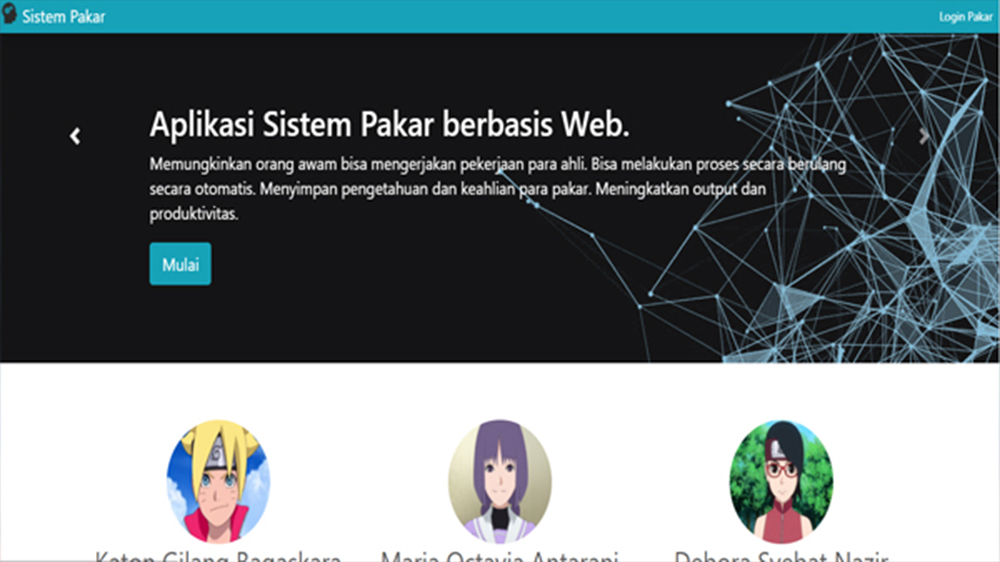 Sistem Pakar
Login Pakar
Aplikasi Sistem Pakar berbasis Web.
Memungkinkan orang awam bisa mengerjakan pekerjaan para ahli. Bisa melakukan proses secara berulang
secara otomatis. Menyimpan pengetahuan dan keahlian para pakar. Meningkatkan output dan
produktivitas.
Mulai
Katon Gilang Bagaskara
Maria Octavia Antarani
Debora Syebat Nazir